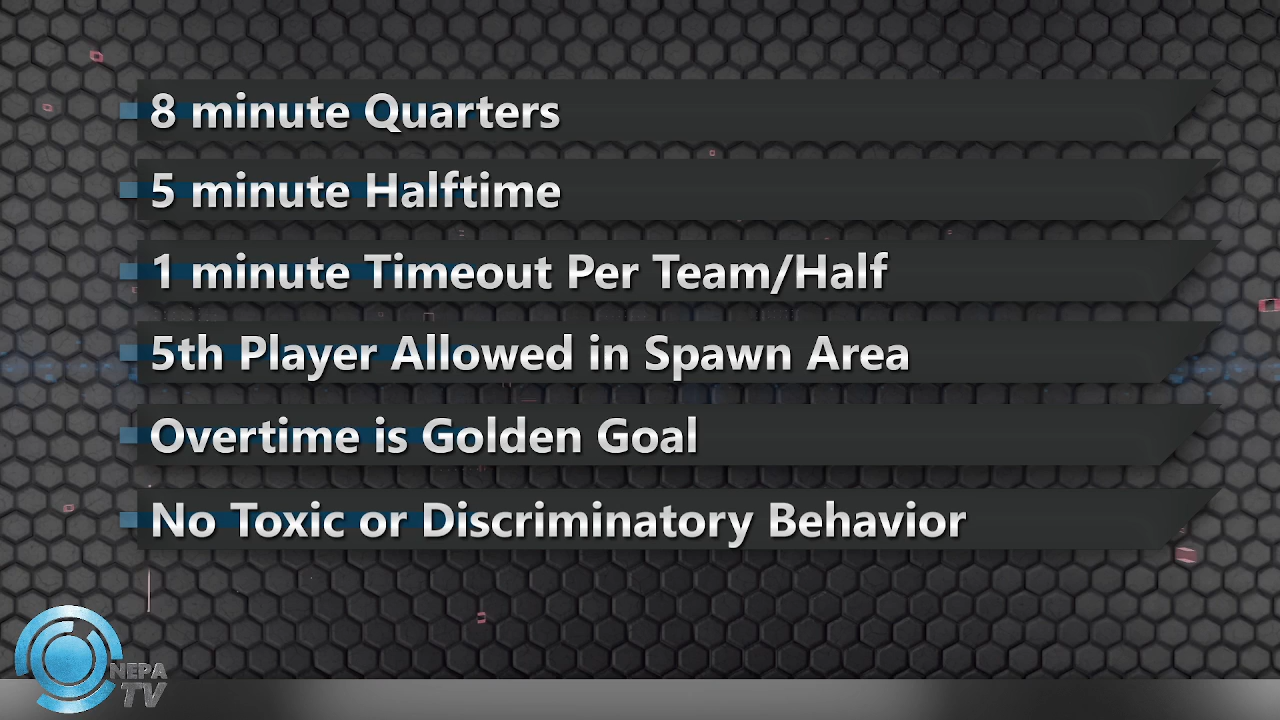 8 minute Quarters
5 minute Halftime
1 minute Timeout Per Team/Half
5th Player Allowed in Spawn Area
Overtime is Golden Goal
No Toxic or Discriminatory Behavior
NEPA
TV